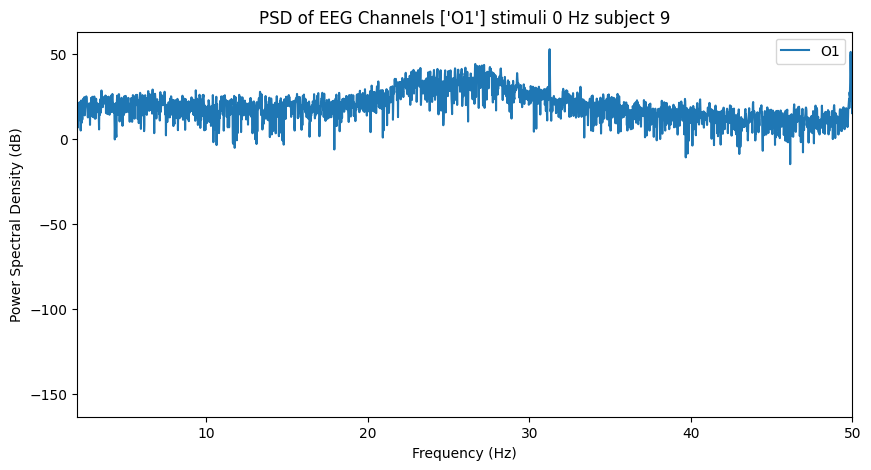 PSD of EEG Channels ['O1'] stimuli 0 Hz subject 9
O1
50
0
−50
−100
−150
Power Spectral Density (dB)
10 20 30 40 50
Frequency (Hz)